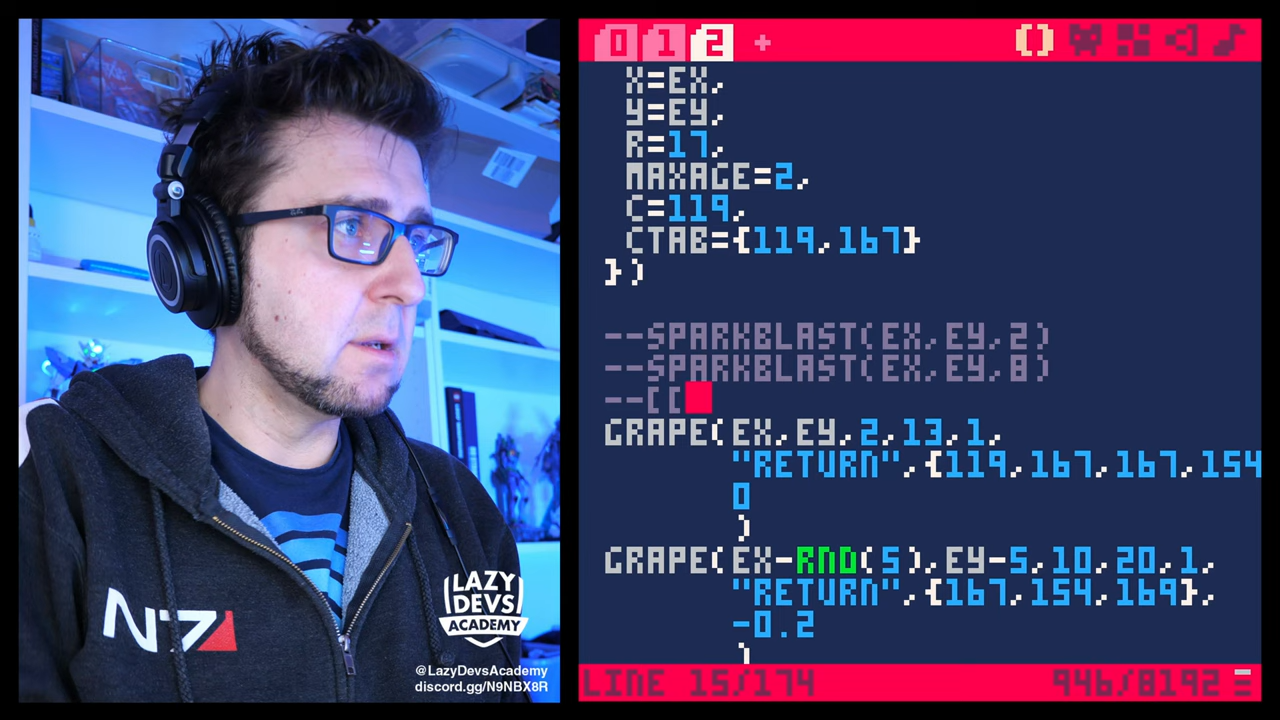 N7
LAZY
DEVS
ACADEMY
@LazyDevsAcademy
discord.gg/N9NBX8R
0 1 2 +
X=EX,
Y=EY,
R=17,
MAXAGE=2,
C=119,
CTAB={119,167}
})
--SPARKBLAST(EX,EY,2)
--SPARKBLAST(EX,EY,8)
--[[
GRAPE(EX,EY,2,13,1,
"RETURN",{119,167,167,154
0
)
GRAPE(EX-RND(5),EY-5,10,20,1,
"RETURN",{167,154,169},
-0.2
)
LINE 15/174
946/8192